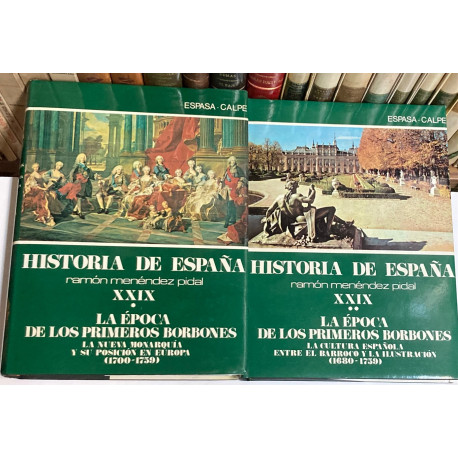 ESPASA-CALPE
HISTORIA DE ESPAÑA
ramón menéndez pidal
XXIX
*
LA ÉPOCA
DE LOS PRIMEROS BORBONES
LA NUEVA MONARQUÍA
Y SU POSICIÓN EN EUROPA
(1700-1759)
ESPASA-CALPE
HISTORIA DE ESPAÑA
ramón menéndez pidal
XXIX
**
LA ÉPOCA
DE LOS PRIMEROS BORBONES
LA CULTURA ESPAÑOLA
ENTRE EL BARROCO Y LA ILUSTRACIÓN
(1680-1759)